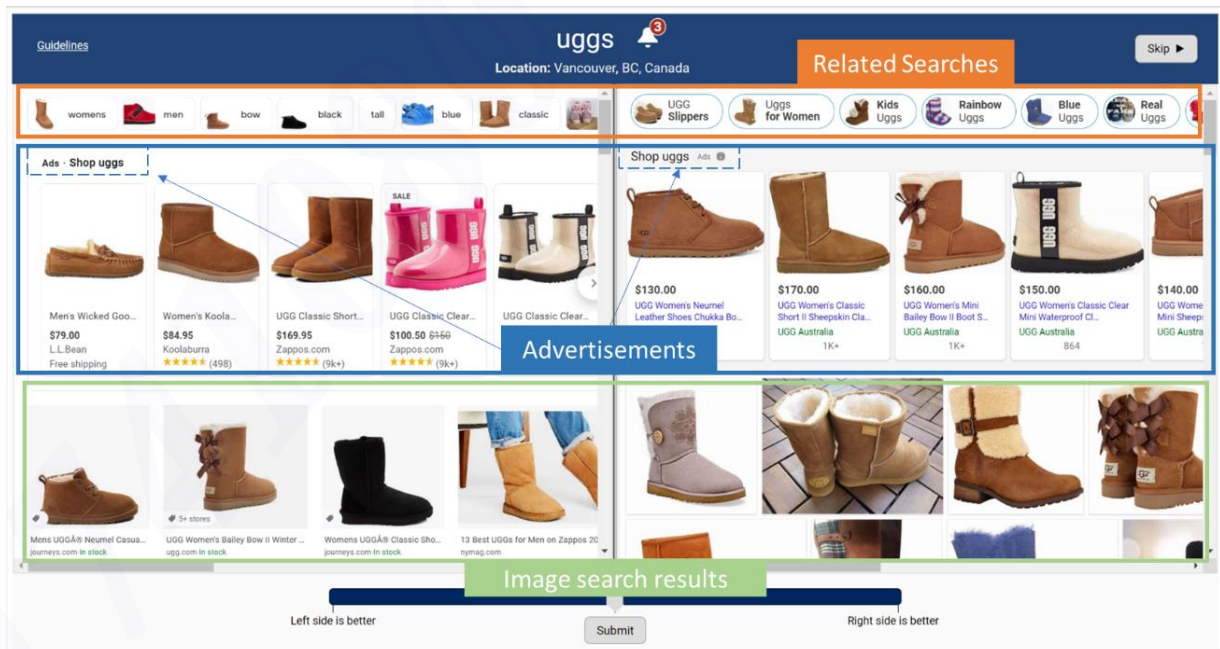 Guidelines
uggs
3
Location: Vancouver, BC, Canada
Skip ▶
Related Searches
womens
men
bow
black
tall
blue
classic
UGG
Slippers
Uggs
for Women
Kids
Uggs
Rainbow
Uggs
Blue
Uggs
Real
Uggs
Ads · Shop uggs
SALE
Men's Wicked Goo...
$79.00
L.L.Bean
Free shipping
Women's Koola...
$84.95
Koolaburra
(498)
UGG Classic Short...
$169.95
Zappos.com
(9k+)
UGG Classic Clear...
$100.50 $150
Zappos.com
(9k+)
UGG Classic Clear...
Shop uggs Ads
$130.00
UGG Women's Neumel
Leather Shoes Chukka Bo...
$170.00
UGG Women's Classic
Short II Sheepskin Cla...
UGG Australia
1K+
$160.00
UGG Women's Mini
Bailey Bow II Boot S...
UGG Australia
1K+
UGG
$150.00
UGG Women's Classic Clear
Mini Waterproof Cl...
UGG Australia
864
$140.00
UGG Wome
Mini Sheeps
UGG Austra
Advertisements
Mens UGGÂ® Neumel Casua...
journeys.com In stock
5+ stores
UGG Women's Bailey Bow II Winter ...
ugg.com In stock
Womens UGGÂ® Classic Sho...
journeys.com In stock
13 Best UGGs for Men on Zappos 20
nymag.com
Image search results
Left side is better
Right side is better
Submit